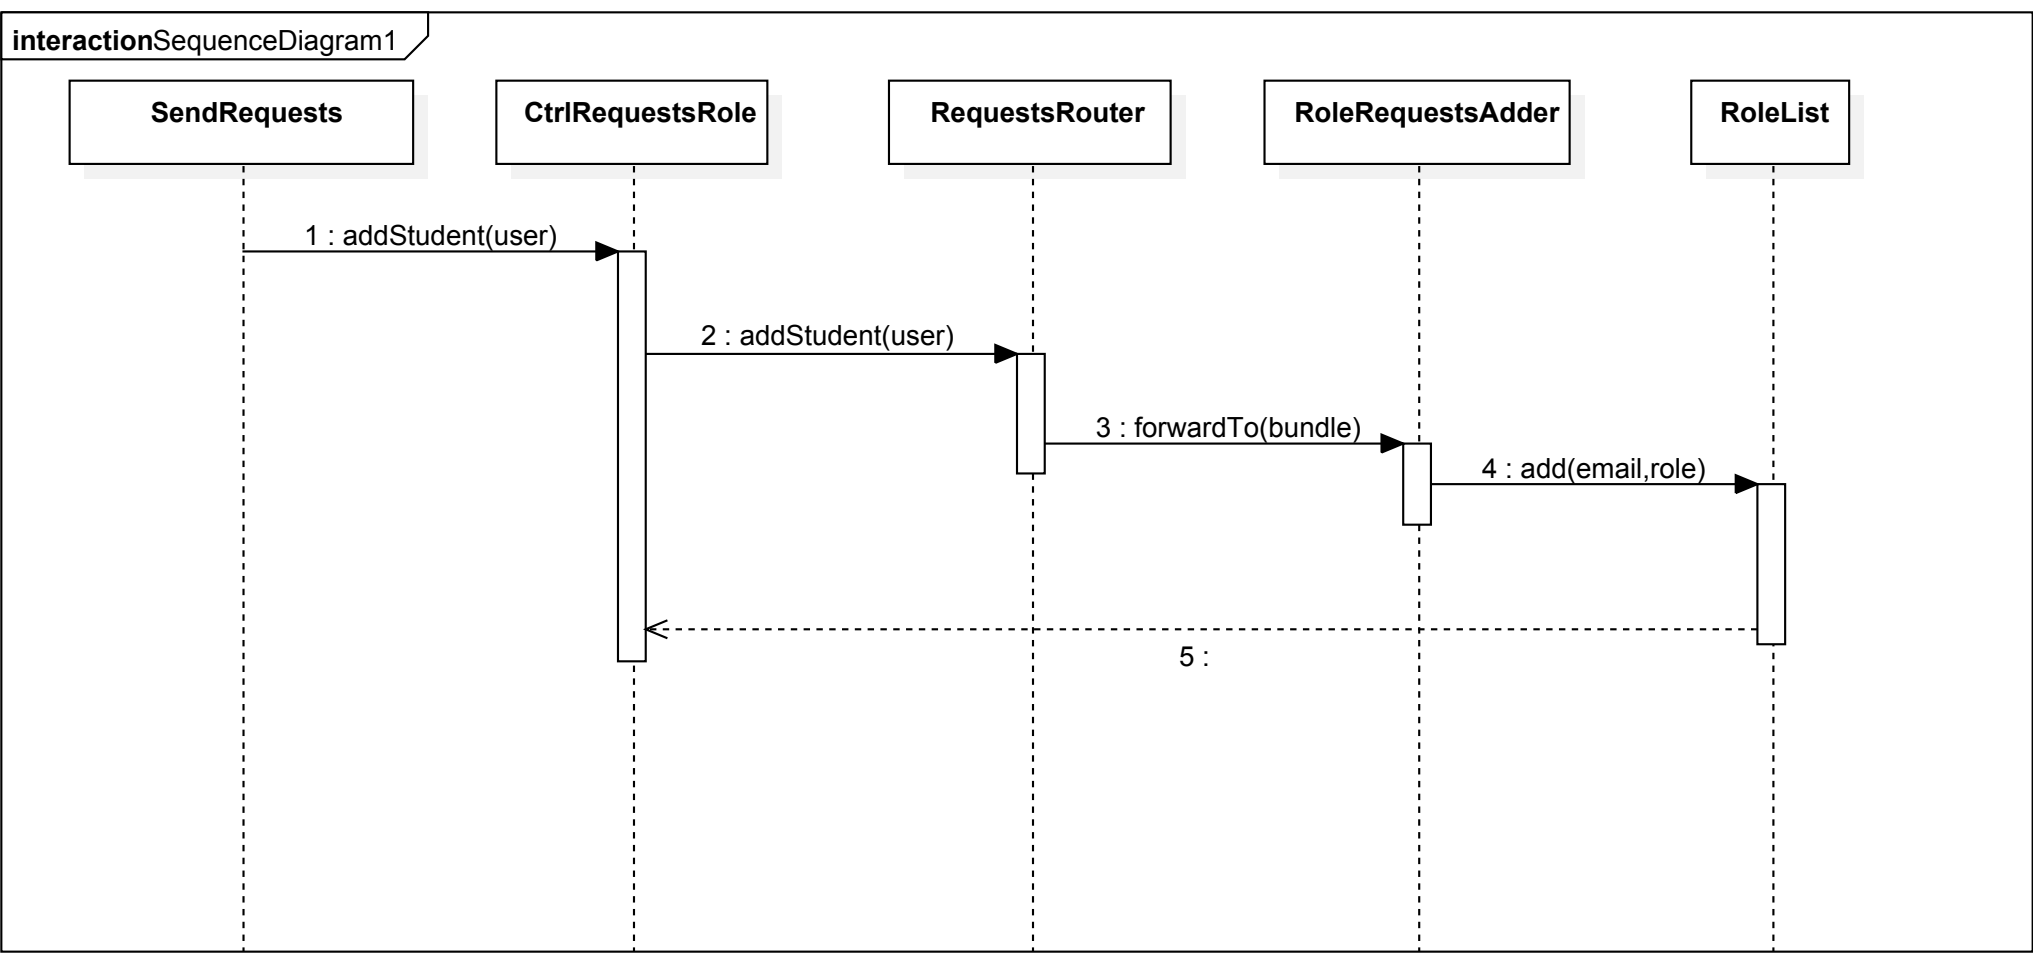 interactionSequenceDiagram1
SendRequests
CtrlRequestsRole
RequestsRouter
RoleRequestsAdder
RoleList
1 : addStudent(user)
2 : addStudent(user)
3 : forwardTo(bundle)
4 : add(email,role)
5 :